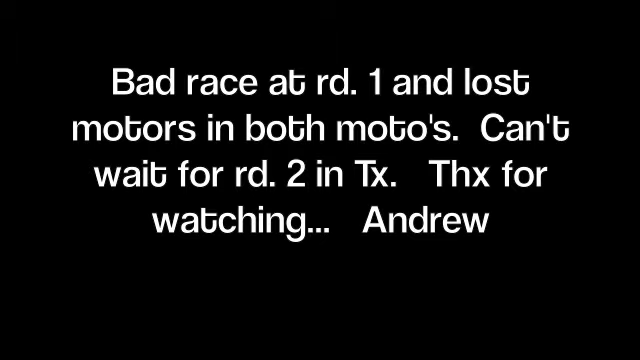 Bad race at rd. 1 and lost
motors in both moto's.  Can't
wait for rd. 2 in Tx.   Thx for
watching...   Andrew